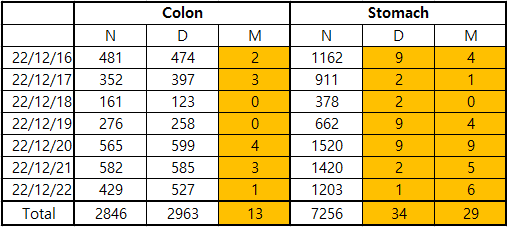 Colon Stomach
N D M N D M
22/12/16 481 474 2 1162 9 4
22/12/17 352 397 3 911 2 1
22/12/18 161 123 0 378 2 0
22/12/19 276 258 0 662 9 4
22/12/20 565 599 4 1520 9 9
22/12/21 582 585 3 1420 2 5
22/12/22 429 527 1 1203 1 6
Total 2846 2963 13 7256 34 29